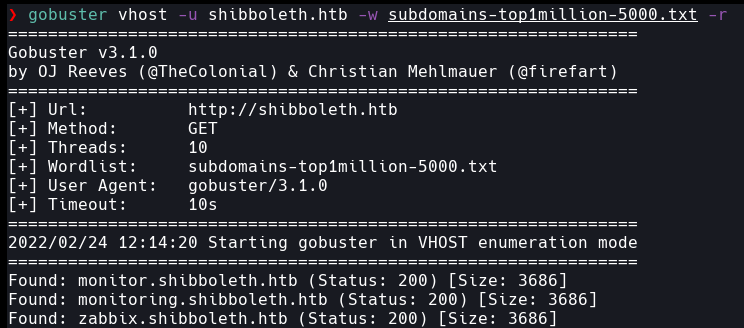 ❯ gobuster vhost -u shibboleth.htb -w subdomains-top1million-5000.txt -r
===============================================================
Gobuster v3.1.0
by OJ Reeves (@TheColonial) & Christian Mehlmauer (@firefart)
===============================================================
[+] Url:          http://shibboleth.htb
[+] Method:       GET
[+] Threads:      10
[+] Wordlist:     subdomains-top1million-5000.txt
[+] User Agent:   gobuster/3.1.0
[+] Timeout:      10s
===============================================================
2022/02/24 12:14:20 Starting gobuster in VHOST enumeration mode
===============================================================
Found: monitor.shibboleth.htb (Status: 200) [Size: 3686]
Found: monitoring.shibboleth.htb (Status: 200) [Size: 3686]
Found: zabbix.shibboleth.htb (Status: 200) [Size: 3686]